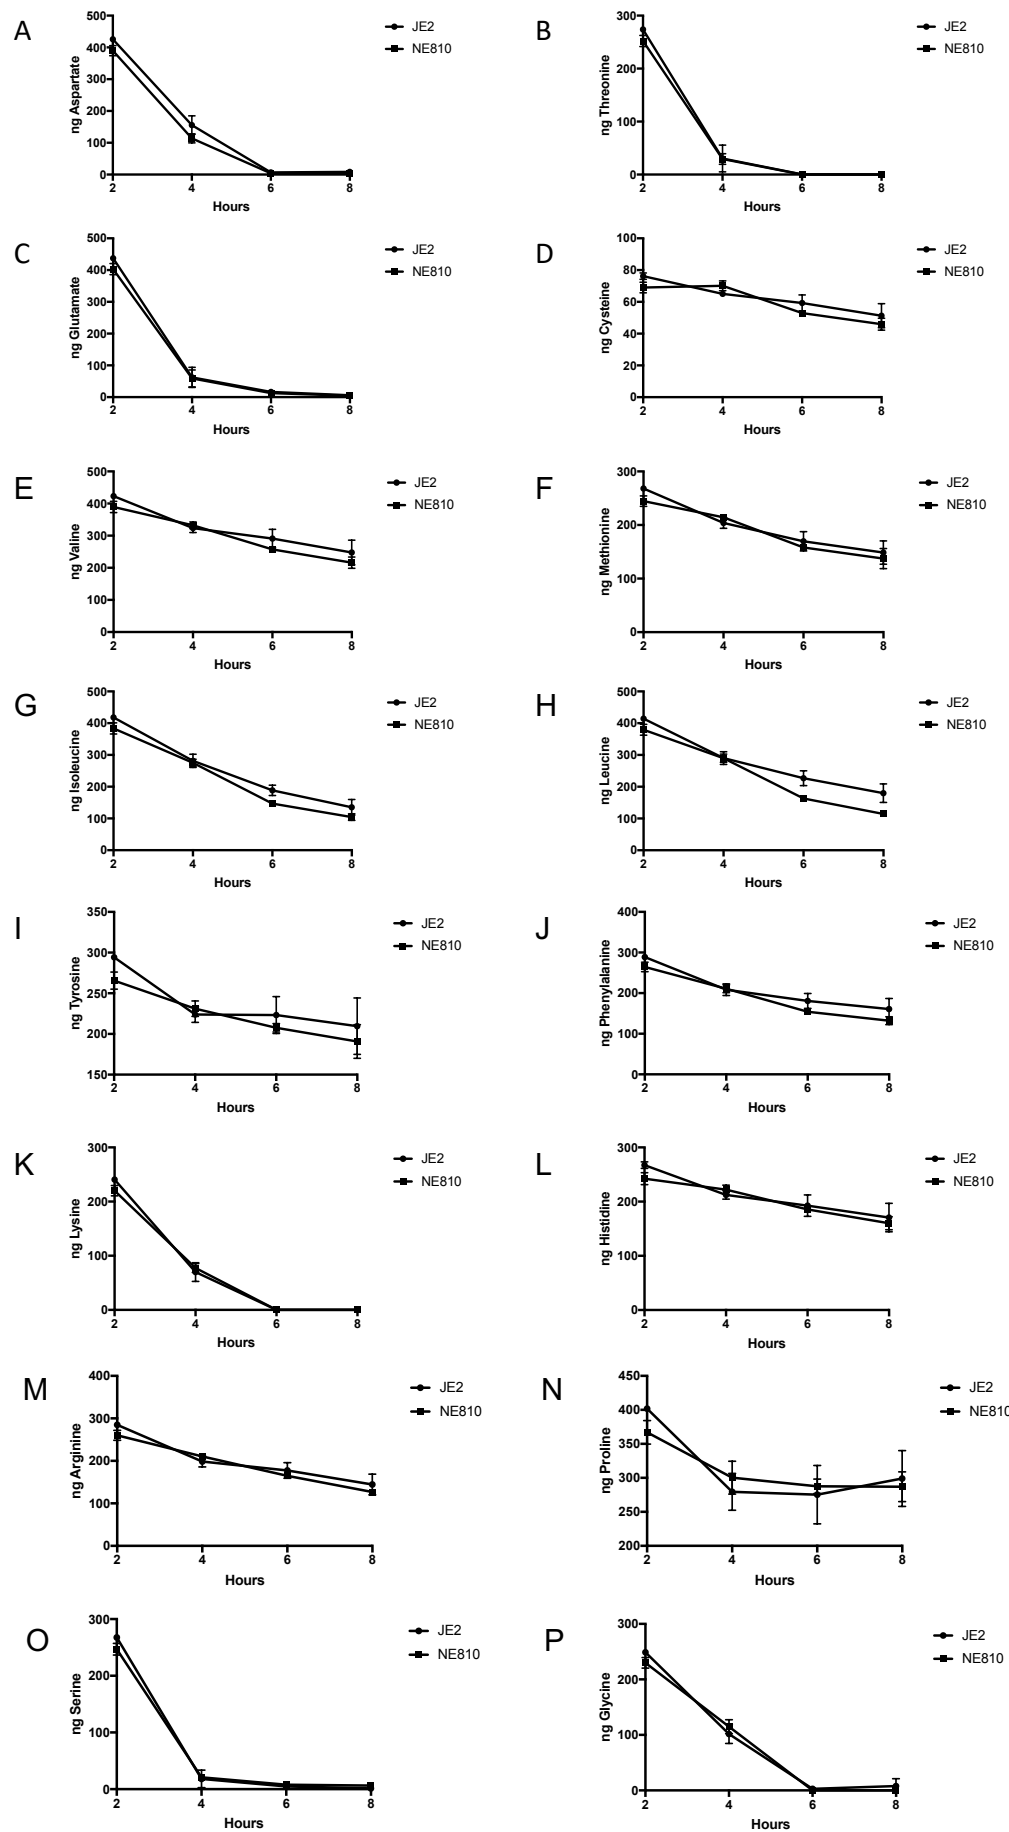 A
ng Aspartate
500
400
300
200
100
0
2 4 6 8
Hours
JE2
NE810
B
ng Threonine
300
200
100
0
2 4 6 8
Hours
JE2
NE810
C
ng Glutamate
500
400
300
200
100
0
2 4 6 8
Hours
JE2
NE810
D
ng Cysteine
100
80
60
40
20
0
2 4 6 8
Hours
JE2
NE810
E
ng Valine
500
400
300
200
100
0
2 4 6 8
Hours
JE2
NE810
F
ng Methionine
300
200
100
0
2 4 6 8
Hours
JE2
NE810
G
ng Isoleucine
500
400
300
200
100
0
2 4 6 8
Hours
JE2
NE810
H
ng Leucine
500
400
300
200
100
0
2 4 6 8
Hours
JE2
NE810
I
ng Tyrosine
350
300
250
200
150
2 4 6 8
Hours
JE2
NE810
J
ng Phenylalanine
400
300
200
100
0
2 4 6 8
Hours
JE2
NE810
K
ng Lysine
300
200
100
0
2 4 6 8
Hours
JE2
NE810
L
ng Histidine
300
200
100
0
2 4 6 8
Hours
JE2
NE810
M
ng Arginine
400
300
200
100
0
2 4 6 8
Hours
JE2
NE810
N
ng Proline
450
400
350
300
250
200
2 4 6 8
Hours
JE2
NE810
O
ng Serine
300
200
100
0
2 4 6 8
Hours
JE2
NE810
P
ng Glycine
300
200
100
0
2 4 6 8
Hours
JE2
NE810